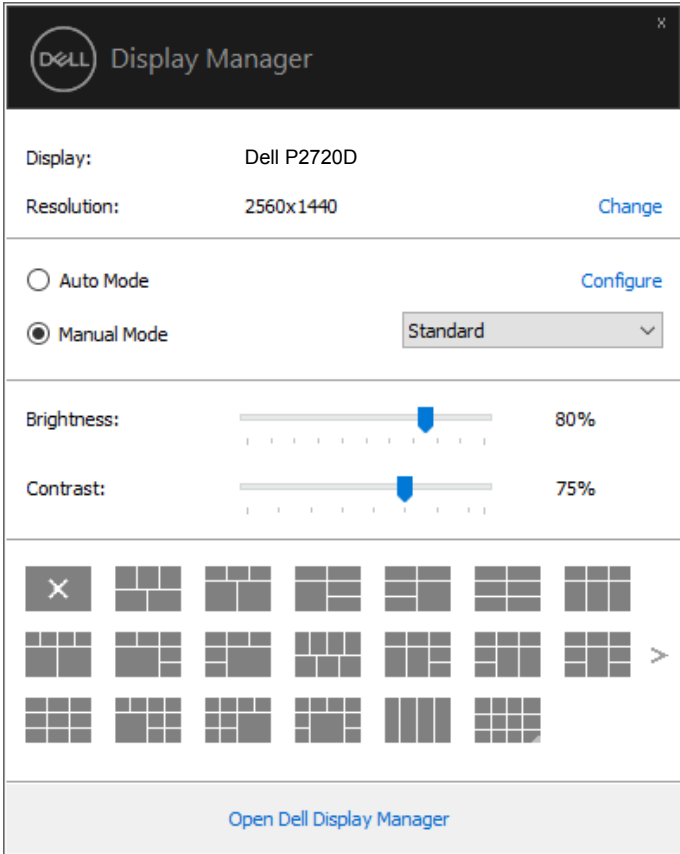 x
DELL Display Manager
Display: Dell P2720D
Resolution: 2560x1440 Change
Auto Mode Configure
Manual Mode Standard
Brightness: 80%
Contrast: 75%
>
Open Dell Display Manager